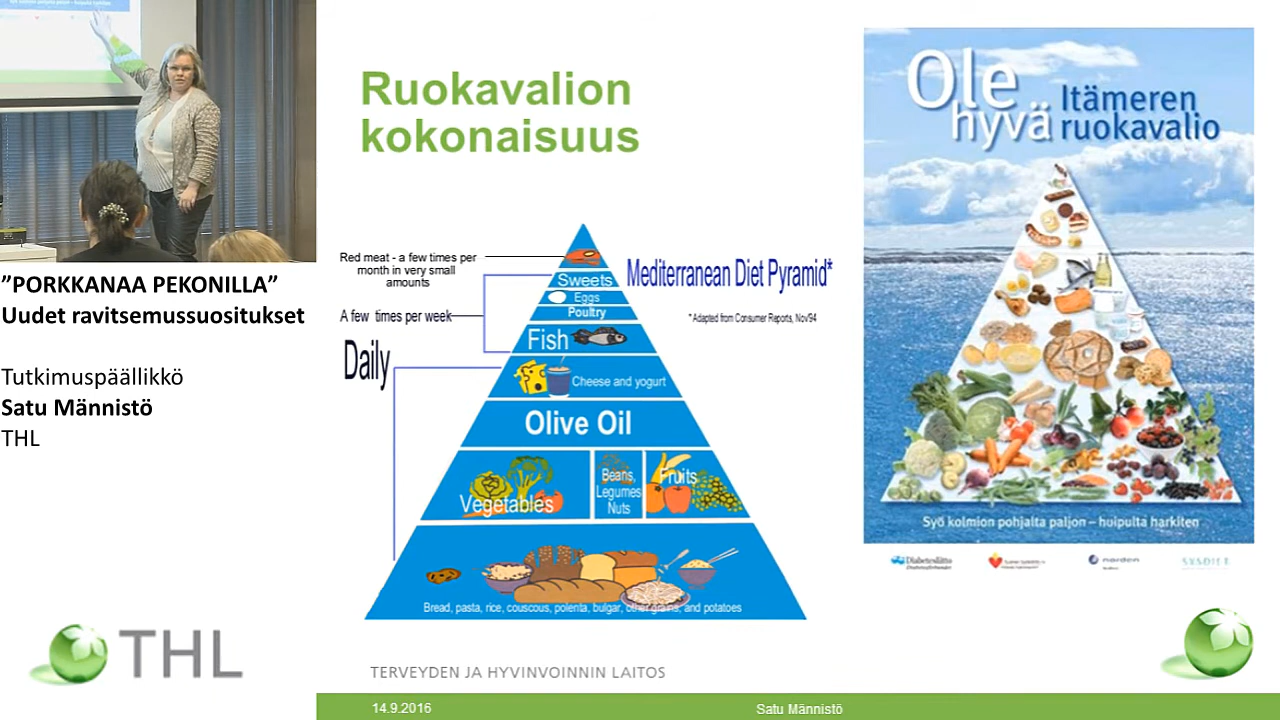 "PORKKANAA PEKONILLA"
Uudet ravitsemussuositukset
Tutkimuspäällikkö
Satu Männistö
THL
THL
Ruokavalion
kokonaisuus
Red meat - a few times per
month in very small
amounts
A few times per week
Daily
Mediterranean Diet Pyramid*
* Adapted from Consumer Reports, Nov94
Sweets
Eggs
Poultry
Fish
Cheese and yogurt
Olive Oil
Vegetables
Beans,
Legumes
Nuts
Fruits
Bread, pasta, rice, couscous, polenta, bulgar, other grains, and potatoes
Ole
hyvä
Itämeren
ruokavalio
Syö kolmion pohjalta paljon – huipulta harkiten
Diabetesliitto
norden
SYSDIET
TERVEYDEN JA HYVINVOINNIN LAITOS
14.9.2016
Satu Männistö